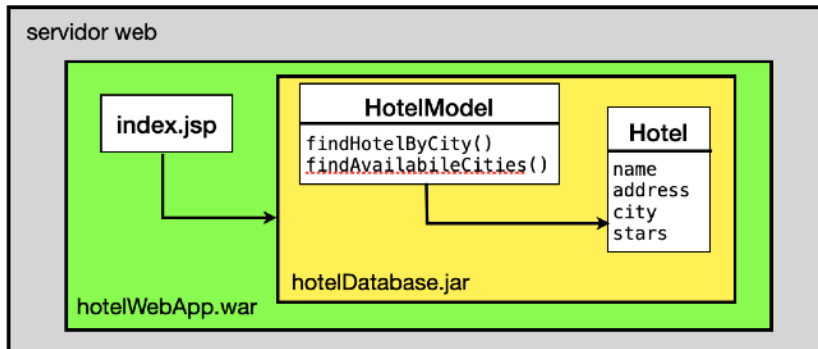 servidor web
index.jsp
HotelModel
findHotelByCity()
findAvailabileCities()
Hotel
name
address
city
stars
hotelDatabase.jar
hotelWebApp.war